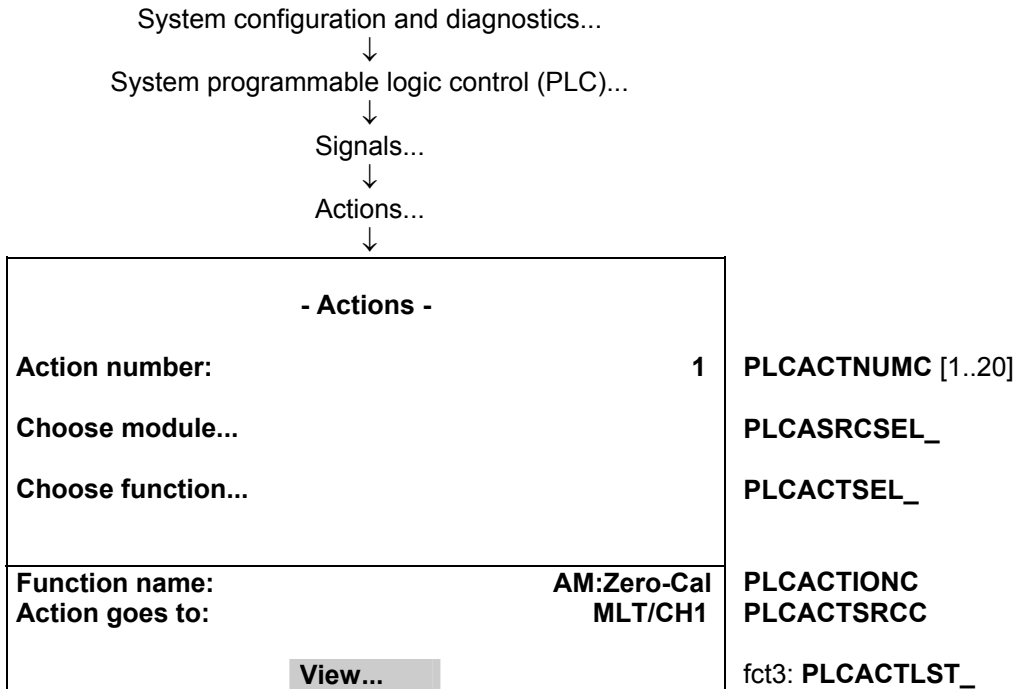 System configuration and diagnostics...
↓
System programmable logic control (PLC)...
↓
Signals...
↓
Actions...
↓
- Actions -
Action number: 1 PLCACTNUMC [1..20]
Choose module... PLCASRCSEL_
Choose function... PLCACTSEL_
Function name: AM:Zero-Cal PLCACTIONC
Action goes to: MLT/CH1 PLCACTSRCC
View... fct3: PLCACTLST_